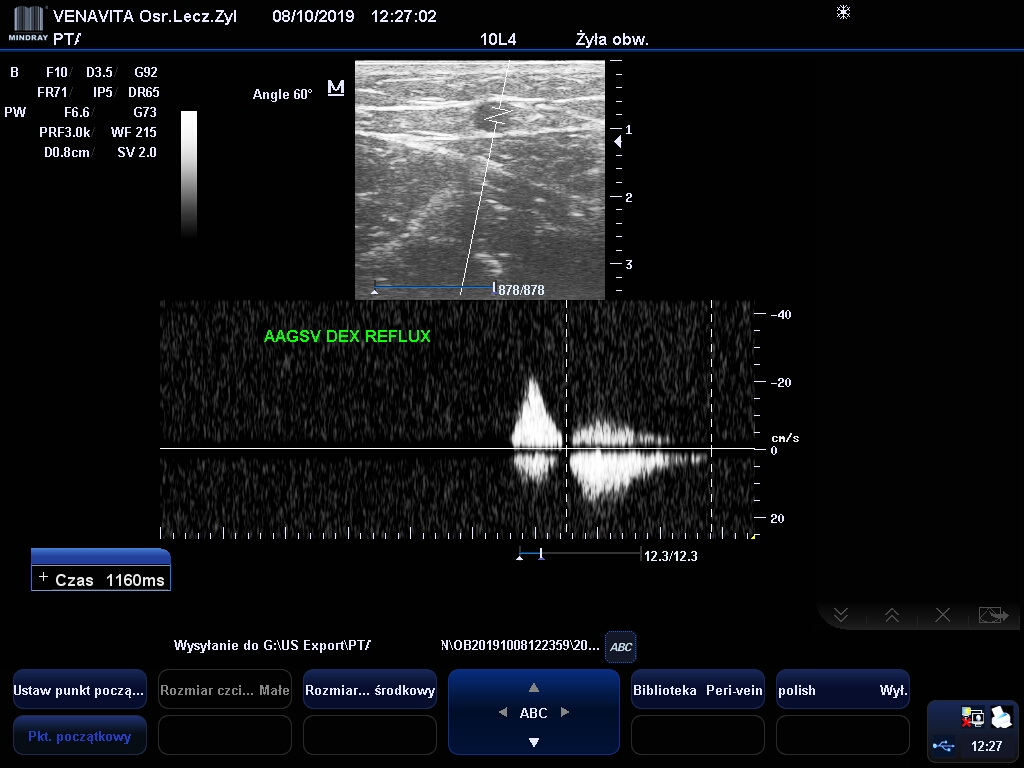 VENAVITA Osr.Lecz.Zyl 08/10/2019 12:27:02
MINDRAY PT/ 10L4 Żyła obw.
B F10 D3.5 G92
FR71 IP5 DR65
PW F6.6 G73
PRF3.0k WF 215
D0.8cm SV 2.0
Angle 60° M
1
2
3
878/878
AAGSV DEX REFLUX
-40
-20
cm/s
0
20
12.3/12.3
+ Czas 1160ms
Wysyłanie do G:\US Export\PT/ N\OB20191008122359\20... ABC
Ustaw punkt począ... Rozmiar czci... Małe Rozmiar... środkowy ABC Biblioteka Peri-vein polish Wył.
Pkt. początkowy
12:27